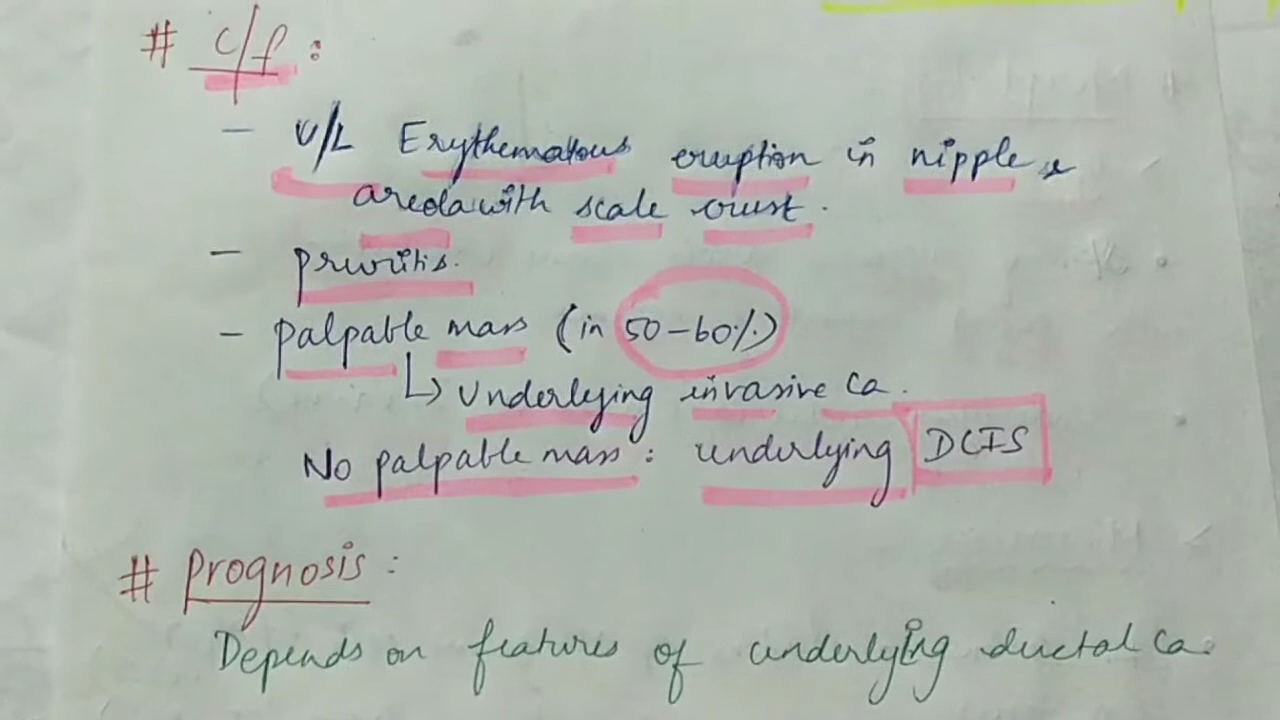 # c/f :
- U/L Erythematous eruption in nipple &
areola with scale crust.
- pruritis.
- palpable mass (in 50-60%)
↳ Underlying invasive Ca.
No palpable mass : underlying DCIS
# Prognosis :
Depends on features of underlying ductal Ca.